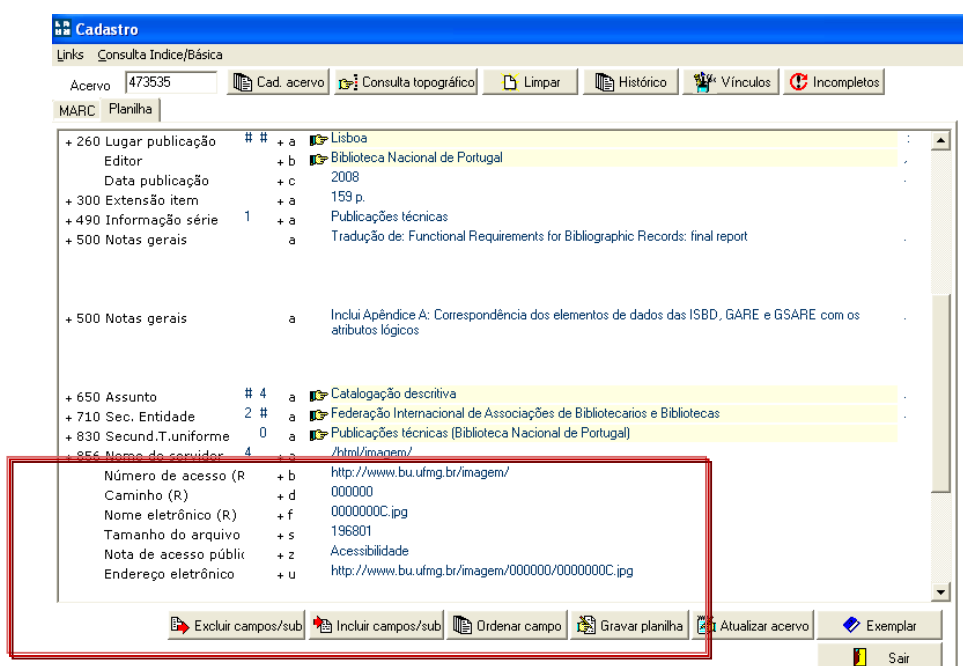 Cadastro
Links Consulta Indice/Básica
Acervo 473535 Cad. acervo Consulta topográfico Limpar Histórico Vínculos Incompletos
MARC Planilha
+ 260 Lugar publicação # # + a Lisboa :
Editor + b Biblioteca Nacional de Portugal ,
Data publicação + c 2008 .
+ 300 Extensão item + a 159 p.
+ 490 Informação série 1 + a Publicações técnicas
+ 500 Notas gerais a Tradução de: Functional Requirements for Bibliographic Records: final report .
+ 500 Notas gerais a Inclui Apêndice A: Correspondência dos elementos de dados das ISBD, GARE e GSARE com os .
atributos lógicos
+ 650 Assunto # 4 a Catalogação descritiva .
+ 710 Sec. Entidade 2 # a Federação Internacional de Associações de Bibliotecarios e Bibliotecas .
+ 830 Secund.T.uniforme 0 a Publicações técnicas (Biblioteca Nacional de Portugal) .
+ 856 Nome do servidor 4 + a /html/imagem/
Número de acesso (R + b http://www.bu.ufmg.br/imagem/
Caminho (R) + d 000000
Nome eletrônico (R) + f 0000000C.jpg
Tamanho do arquivo + s 196801
Nota de acesso públic + z Acessibilidade
Endereço eletrônico + u http://www.bu.ufmg.br/imagem/000000/0000000C.jpg
Excluir campos/sub Incluir campos/sub Ordenar campo Gravar planilha Atualizar acervo Exemplar
Sair